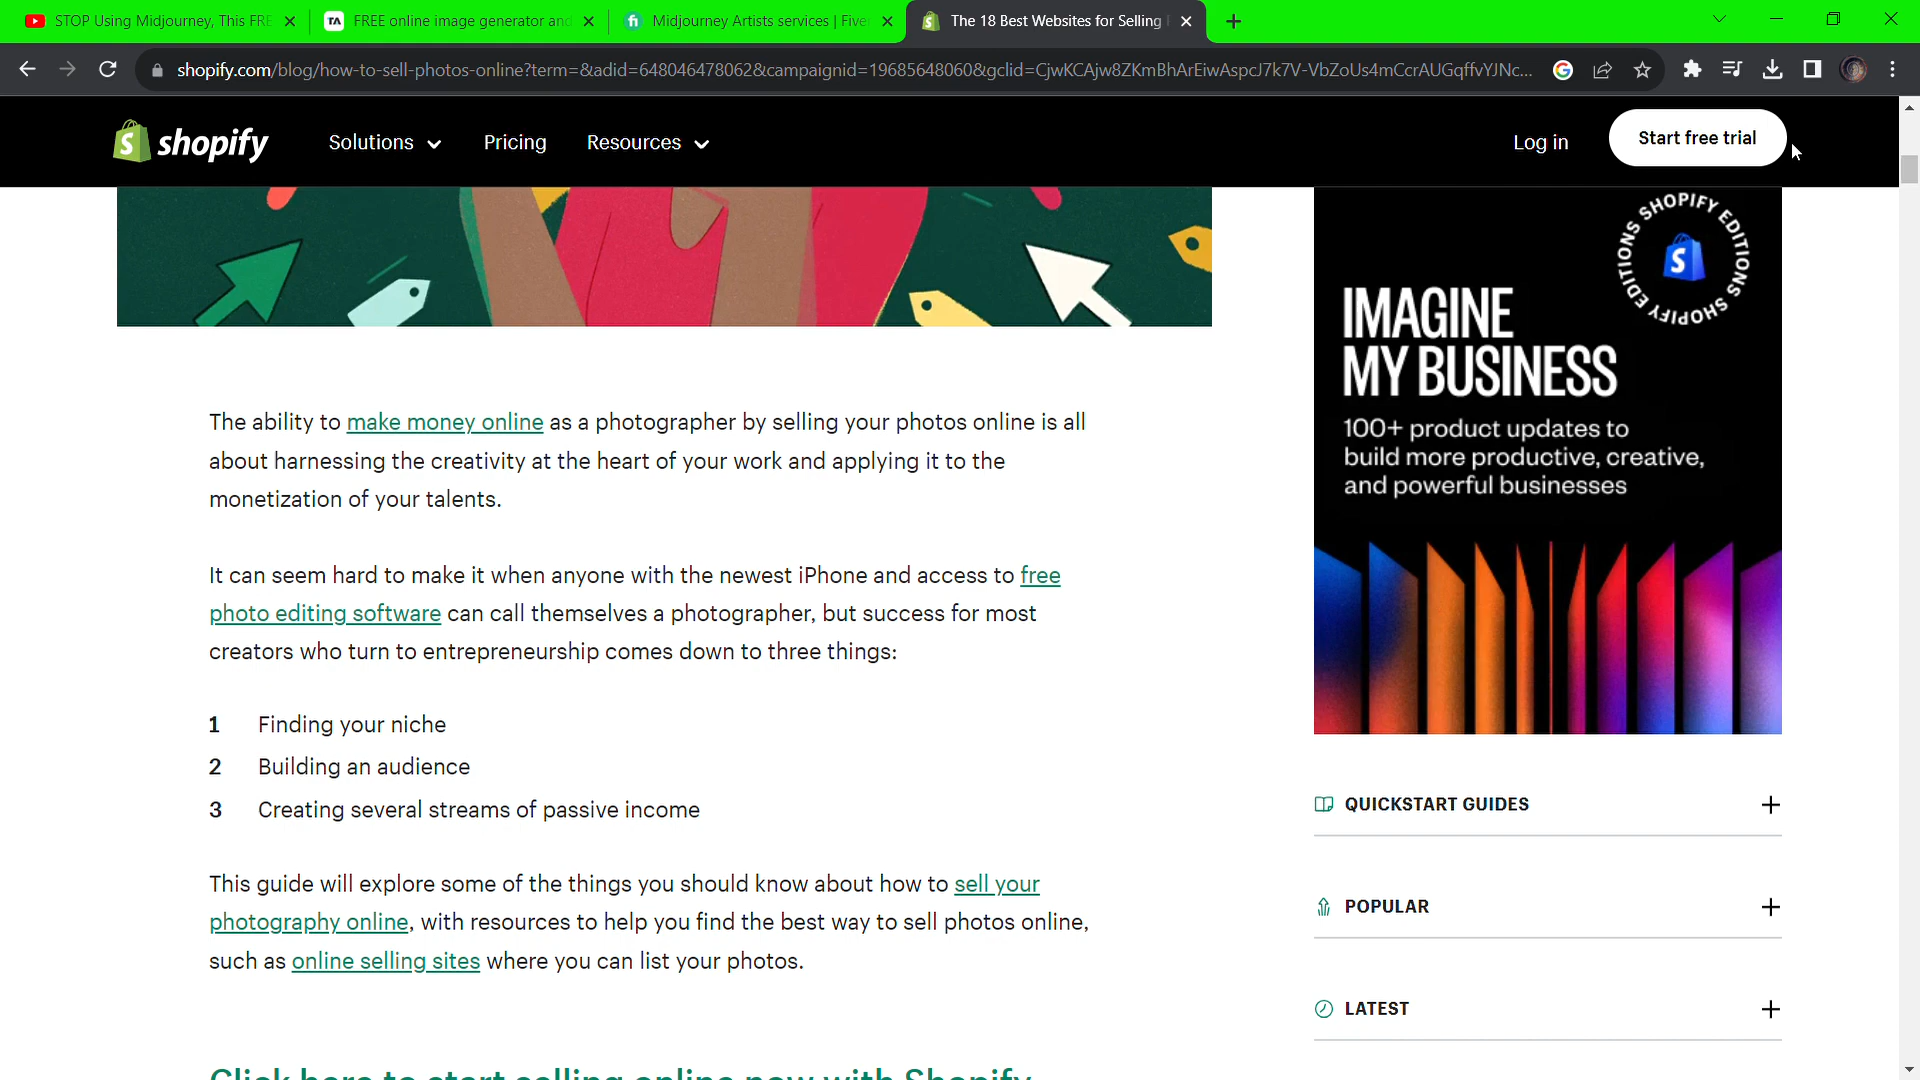 STOP Using Midjourney, This FRE
FREE online image generator and
Midjourney Artists services | Fiver
The 18 Best Websites for Selling
shopify.com/blog/how-to-sell-photos-online?term=&adid=648046478062&campaignid=19685648060&gclid=CjwKCAjw8ZKmBhArEiwAspcJ7k7V-VbZoUs4mCcrAUGqffvYJNc...
shopify
Solutions
Pricing
Resources
Log in
Start free trial
SHOPIFY EDITIONS SHOPIFY EDITIONS
IMAGINE
MY BUSINESS
100+ product updates to
build more productive, creative,
and powerful businesses
The ability to make money online as a photographer by selling your photos online is all
about harnessing the creativity at the heart of your work and applying it to the
monetization of your talents.
It can seem hard to make it when anyone with the newest iPhone and access to free
photo editing software can call themselves a photographer, but success for most
creators who turn to entrepreneurship comes down to three things:
1 Finding your niche
2 Building an audience
3 Creating several streams of passive income
This guide will explore some of the things you should know about how to sell your
photography online, with resources to help you find the best way to sell photos online,
such as online selling sites where you can list your photos.
Click here to start selling online now with Shopify
QUICKSTART GUIDES
POPULAR
LATEST